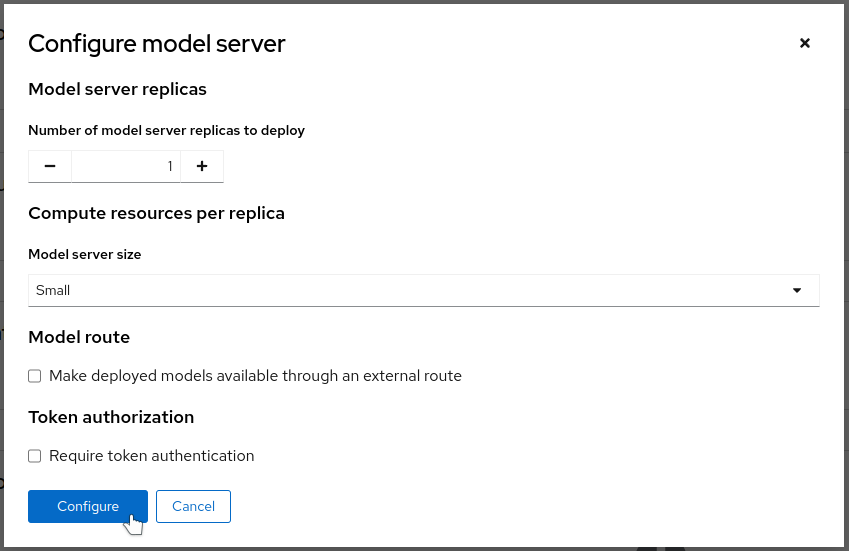 Configure model server
Model server replicas
Number of model server replicas to deploy
1
Compute resources per replica
Model server size
Small
Model route
Make deployed models available through an external route
Token authorization
Require token authentication
Configure Cancel